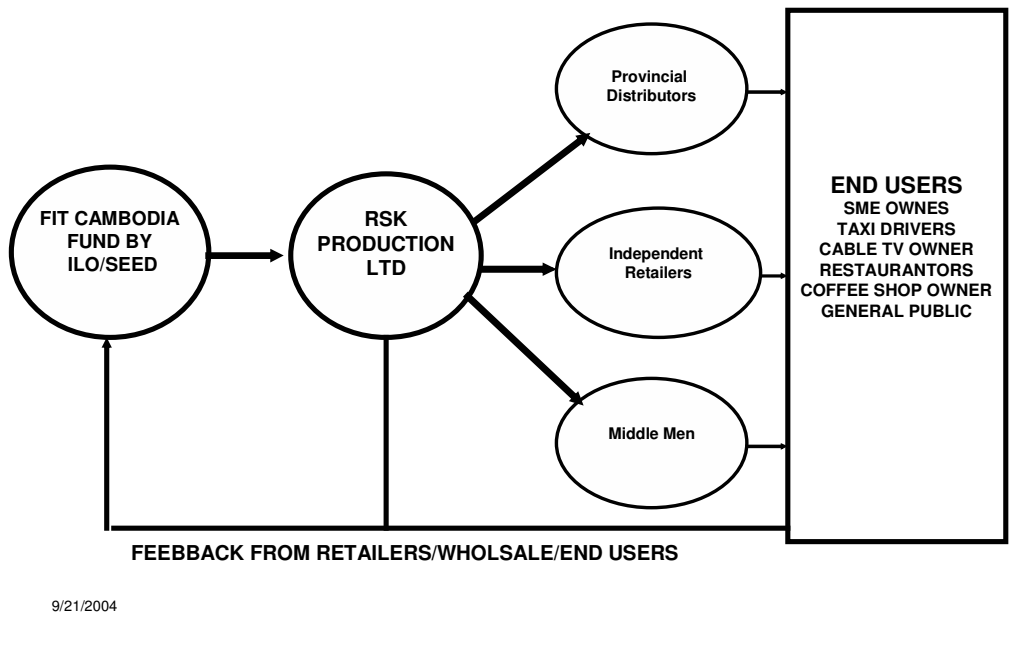 FIT CAMBODIA
FUND BY
ILO/SEED
RSK
PRODUCTION
LTD
Provincial
Distributors
Independent
Retailers
Middle Men
END USERS
SME OWNES
TAXI DRIVERS
CABLE TV OWNER
RESTAURANTORS
COFFEE SHOP OWNER
GENERAL PUBLIC
FEEBBACK FROM RETAILERS/WHOLSALE/END USERS
9/21/2004